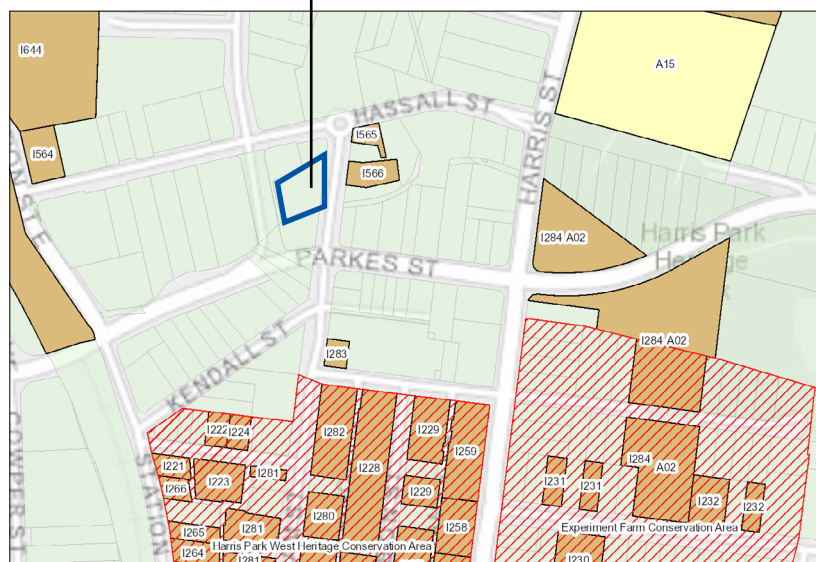 I644
A15
HASSALL ST
I565
I564
I566
HARRIS ST
I284 A02
Harris Park
PARKES ST
I284 A02
I283
KENDALL ST
I222
I224
I282
I229
I259
I221
I223
I281
I228
I284
A02
I266
I229
I231
I231
I232
I232
I280
I265
I281
I258
Experiment Farm Conservation Area
I264
Harris Park West Heritage Conservation Area
I281
I230
COWPER ST
STATION